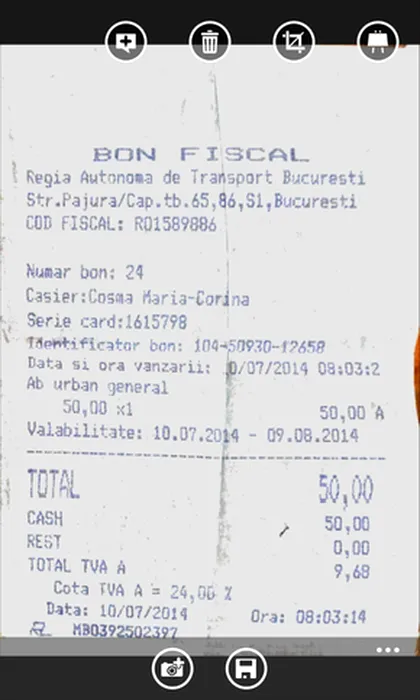 BON FISCAL
Regia Autonoma de Transport Bucuresti
Str.Pajura/Cap.tb.65,86,S1,Bucuresti
COD FISCAL: RO1589886
Numar bon: 24
Casier:Cosma Maria-Corina
Serie card:1615798
Identificator bon: 104-50930-12658
Data si ora vanzarii: 0/07/2014 08:03:2
Ab urban general
50,00 x1 50,00 A
Valabilitate: 10.07.2014 - 09.08.2014
TOTAL 50,00
CASH 50,00
REST 0,00
TOTAL TVA A 9,68
Cota TVA A = 24,00 %
Data: 10/07/2014 Ora: 08:03:14
MB0392502397